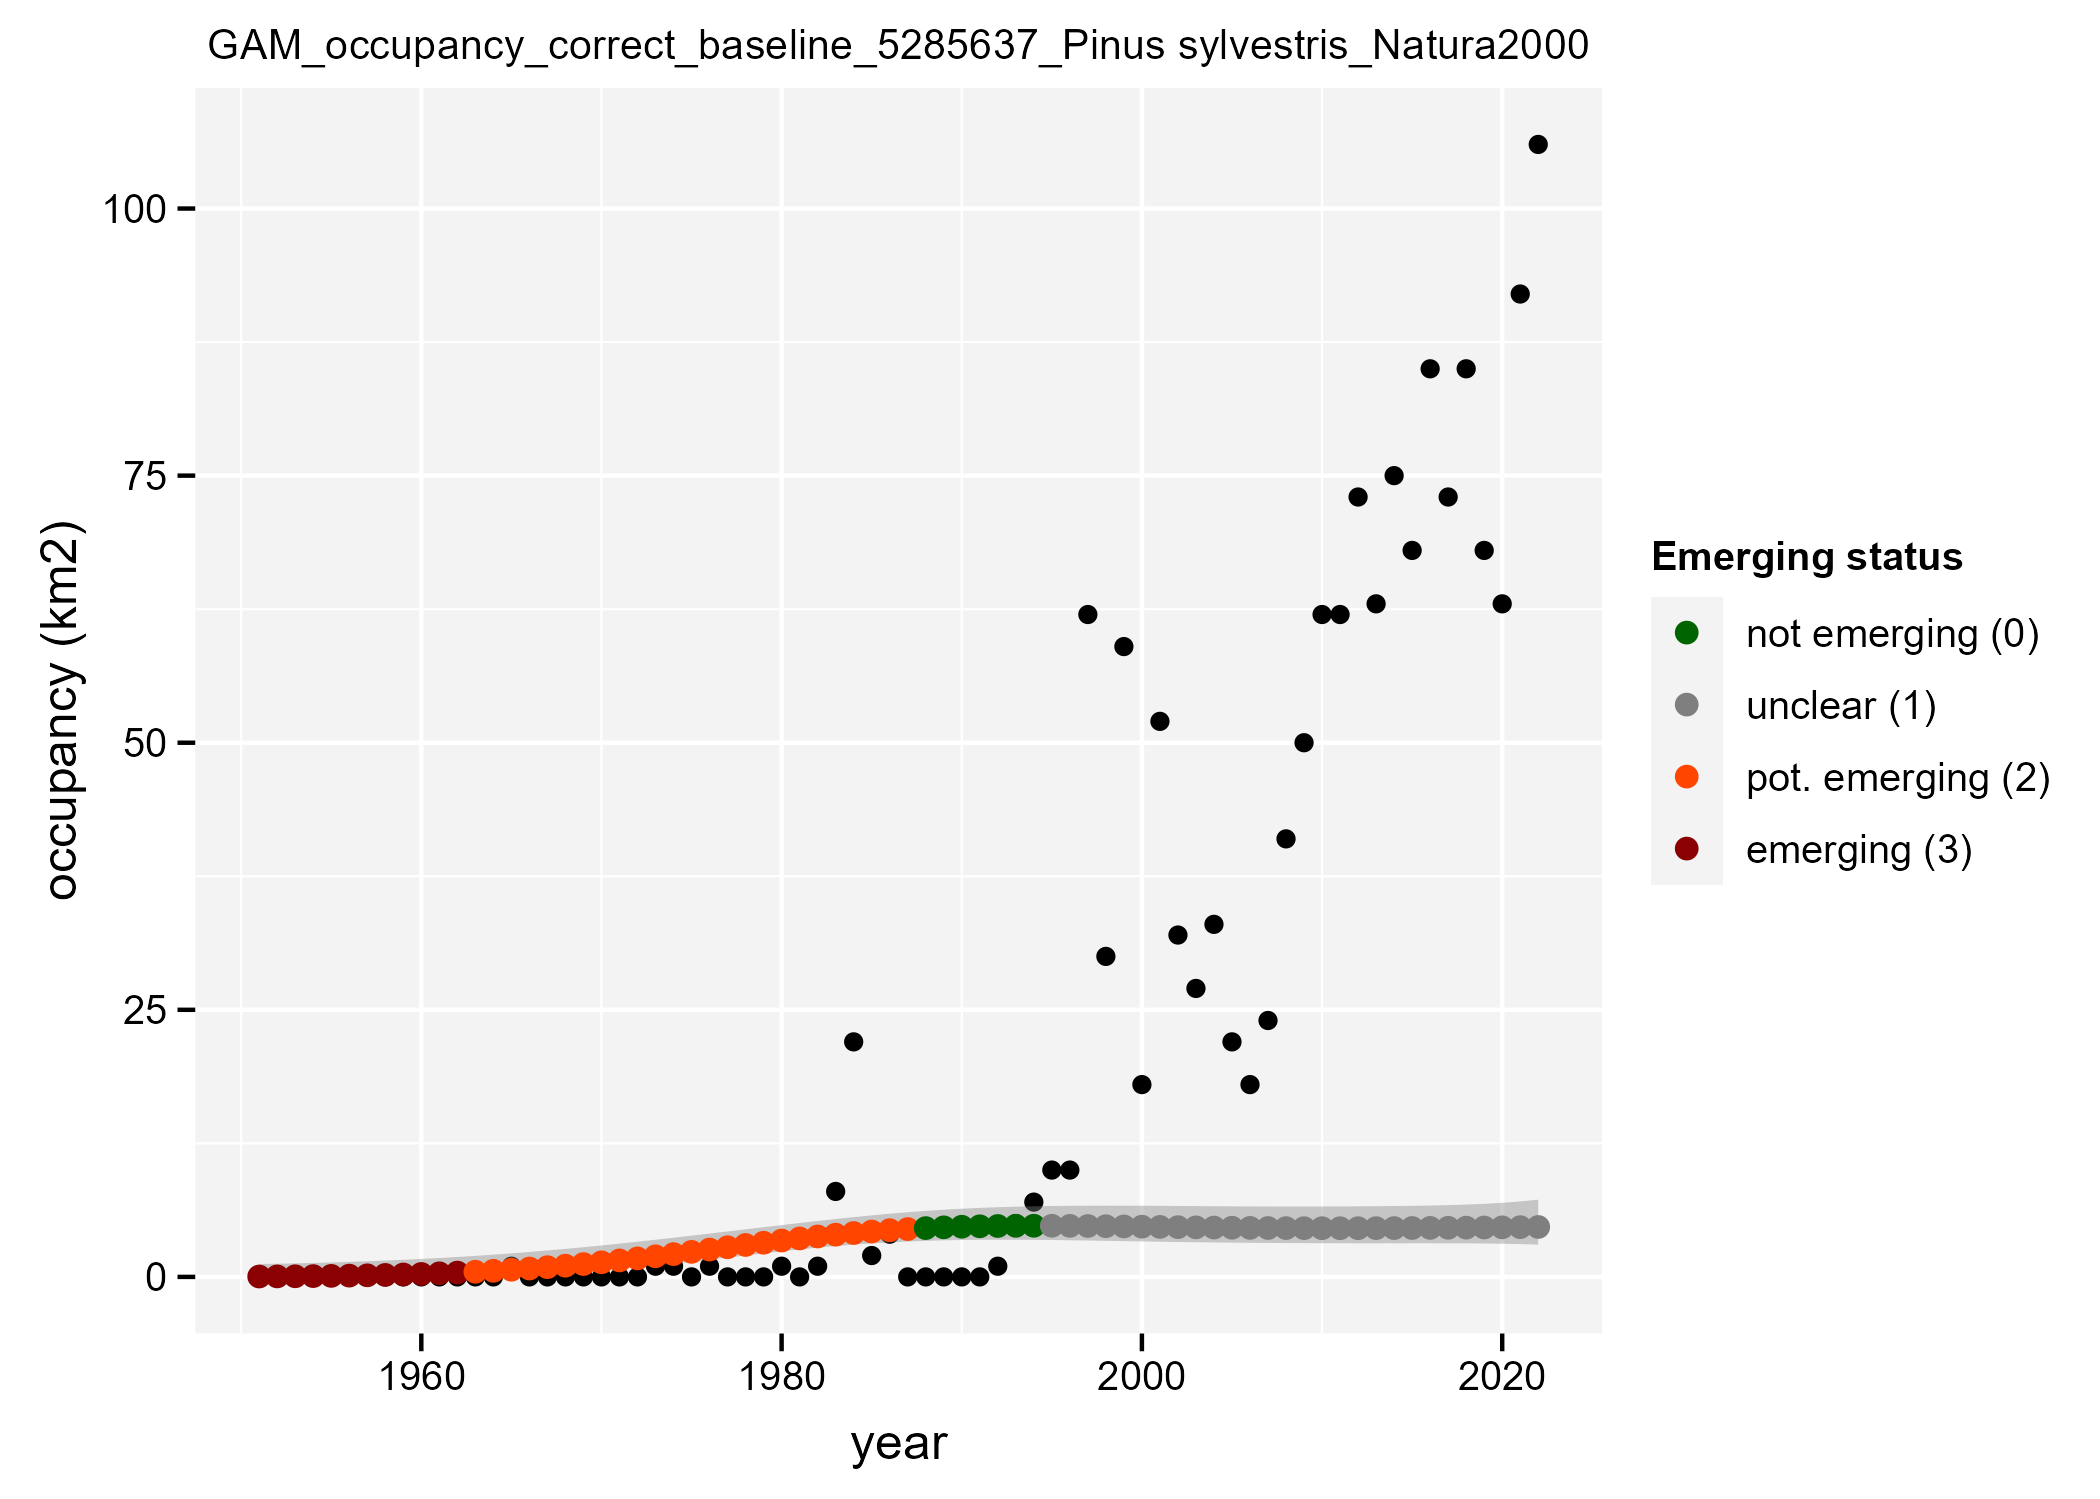 GAM_occupancy_correct_baseline_5285637_Pinus sylvestris_Natura2000
100
75
50
25
0
occupancy (km2)
1960
1980
2000
2020
year
Emerging status
not emerging (0)
unclear (1)
pot. emerging (2)
emerging (3)